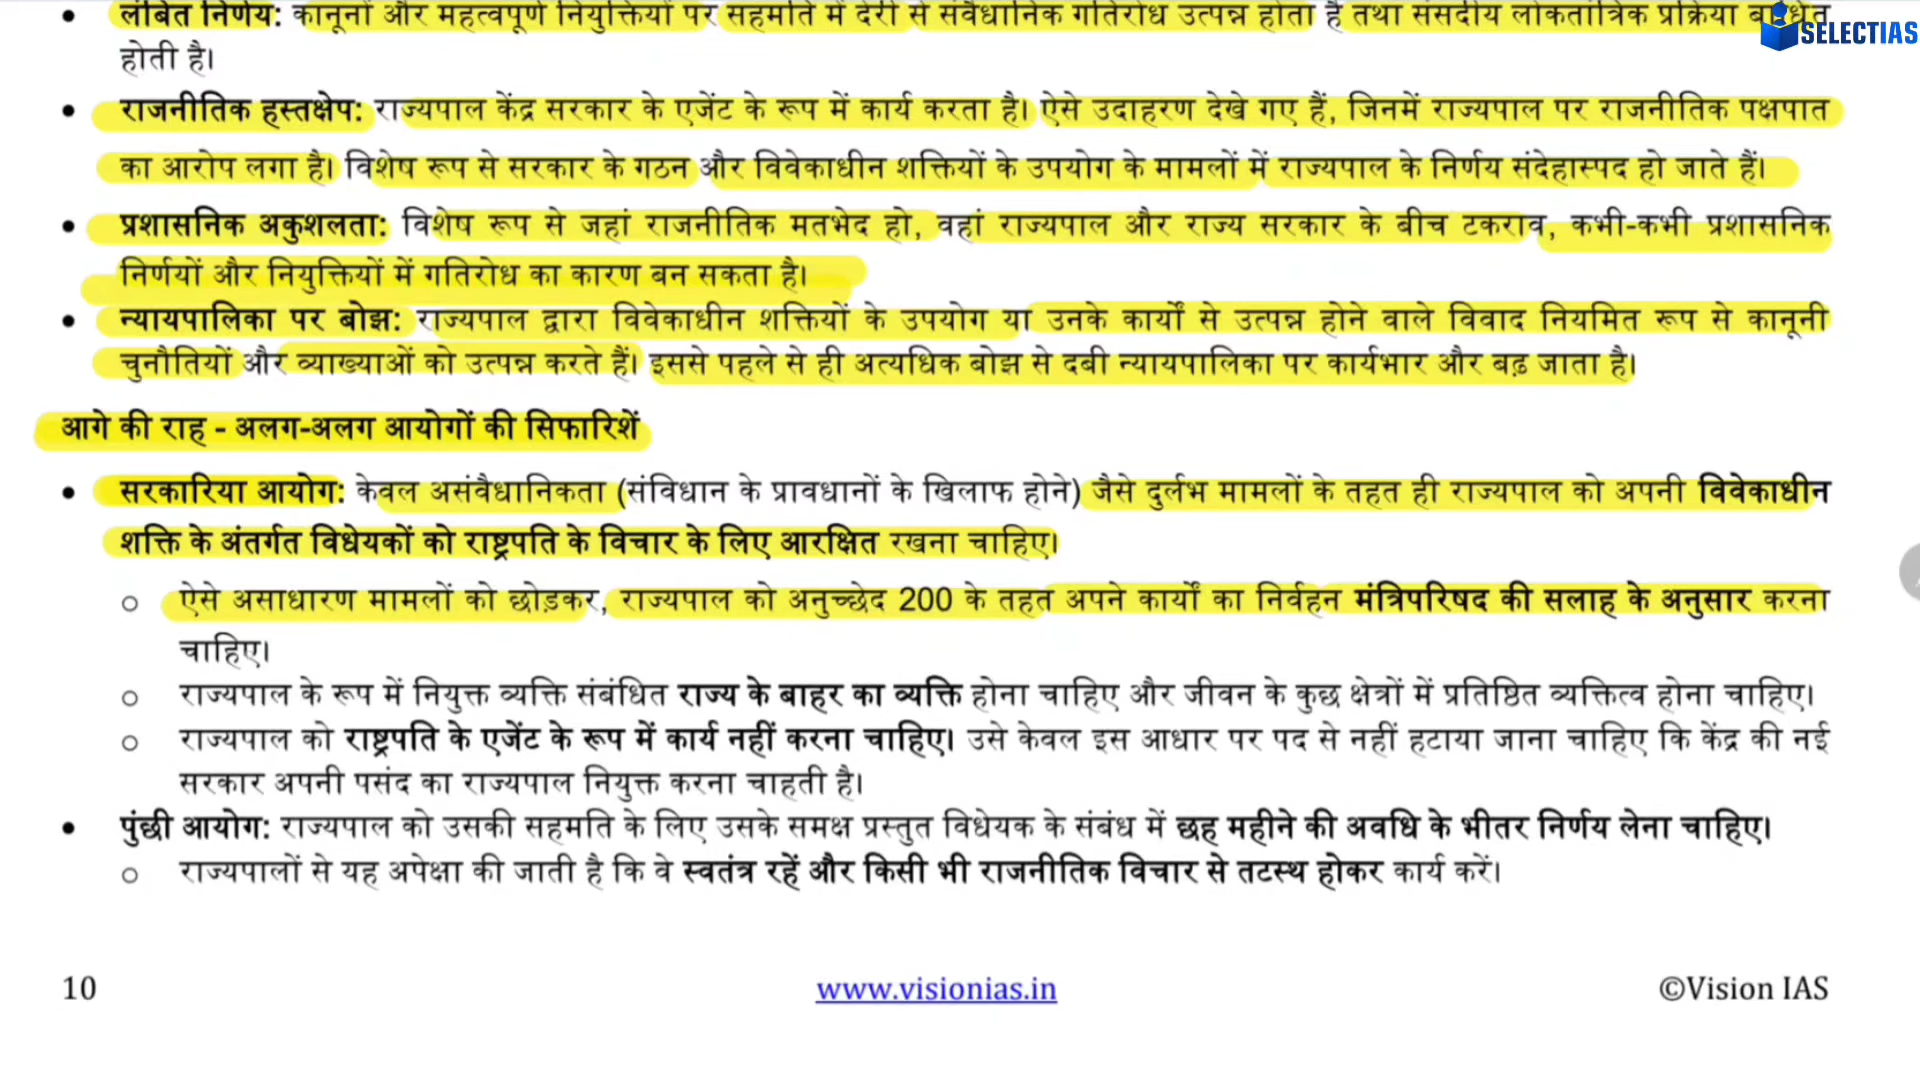 लंबित निर्णय: कानूनों और महत्वपूर्ण नियुक्तियों पर सहमति में देरी से संवैधानिक गतिरोध उत्पन्न होता है तथा संसदीय लोकतांत्रिक प्रक्रिया बाधित
SELECTIAS
होती है।
राजनीतिक हस्तक्षेप: राज्यपाल केंद्र सरकार के एजेंट के रूप में कार्य करता है। ऐसे उदाहरण देखे गए हैं, जिनमें राज्यपाल पर राजनीतिक पक्षपात
का आरोप लगा है। विशेष रूप से सरकार के गठन और विवेकाधीन शक्तियों के उपयोग के मामलों में राज्यपाल के निर्णय संदेहास्पद हो जाते हैं।
प्रशासनिक अकुशलता: विशेष रूप से जहां राजनीतिक मतभेद हो, वहां राज्यपाल और राज्य सरकार के बीच टकराव, कभी-कभी प्रशासनिक
निर्णयों और नियुक्तियों में गतिरोध का कारण बन सकता है।
न्यायपालिका पर बोझ: राज्यपाल द्वारा विवेकाधीन शक्तियों के उपयोग या उनके कार्यों से उत्पन्न होने वाले विवाद नियमित रूप से कानूनी
चुनौतियों और व्याख्याओं को उत्पन्न करते हैं। इससे पहले से ही अत्यधिक बोझ से दबी न्यायपालिका पर कार्यभार और बढ़ जाता है।
आगे की राह - अलग-अलग आयोगों की सिफारिशें
सरकारिया आयोग: केवल असंवैधानिकता (संविधान के प्रावधानों के खिलाफ होने) जैसे दुर्लभ मामलों के तहत ही राज्यपाल को अपनी विवेकाधीन
शक्ति के अंतर्गत विधेयकों को राष्ट्रपति के विचार के लिए आरक्षित रखना चाहिए।
ऐसे असाधारण मामलों को छोड़कर, राज्यपाल को अनुच्छेद 200 के तहत अपने कार्यों का निर्वहन मंत्रिपरिषद की सलाह के अनुसार करना
चाहिए।
राज्यपाल के रूप में नियुक्त व्यक्ति संबंधित राज्य के बाहर का व्यक्ति होना चाहिए और जीवन के कुछ क्षेत्रों में प्रतिष्ठित व्यक्तित्व होना चाहिए।
राज्यपाल को राष्ट्रपति के एजेंट के रूप में कार्य नहीं करना चाहिए। उसे केवल इस आधार पर पद से नहीं हटाया जाना चाहिए कि केंद्र की नई
सरकार अपनी पसंद का राज्यपाल नियुक्त करना चाहती है।
पुंछी आयोग: राज्यपाल को उसकी सहमति के लिए उसके समक्ष प्रस्तुत विधेयक के संबंध में छह महीने की अवधि के भीतर निर्णय लेना चाहिए।
राज्यपालों से यह अपेक्षा की जाती है कि वे स्वतंत्र रहें और किसी भी राजनीतिक विचार से तटस्थ होकर कार्य करें।
10 www.visionias.in ©Vision IAS